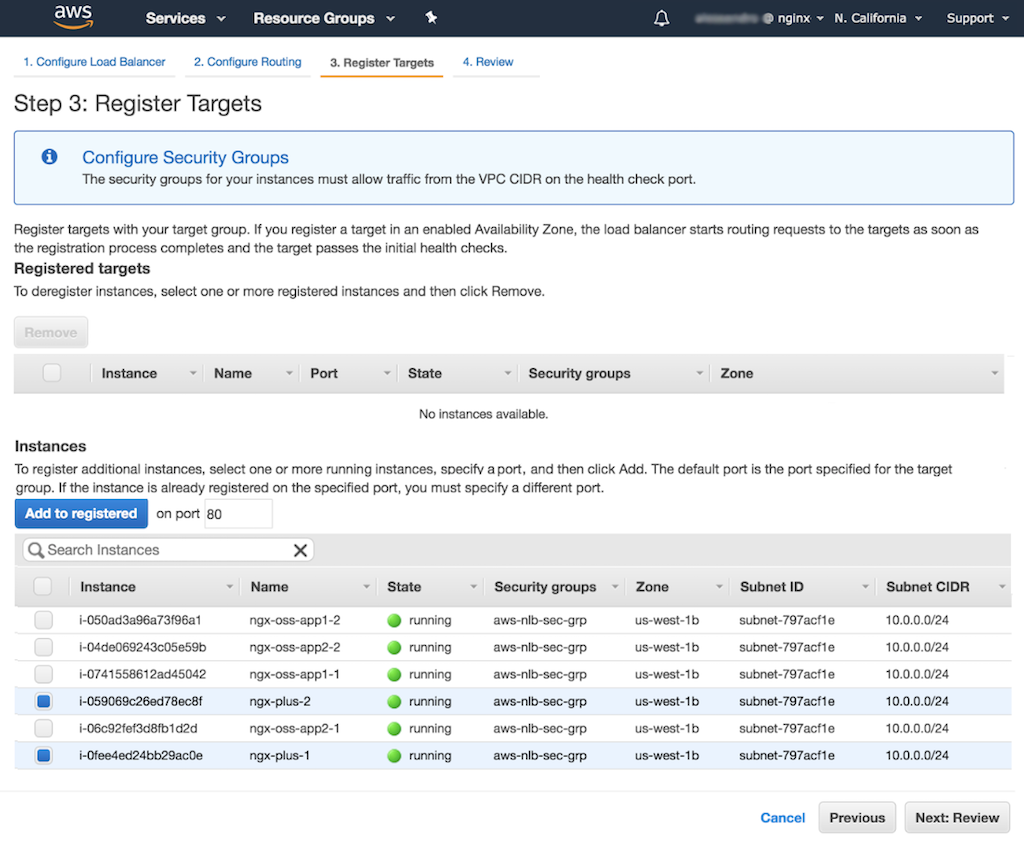 aws Services Resource Groups @ nginx N. California Support
1. Configure Load Balancer 2. Configure Routing 3. Register Targets 4. Review
Step 3: Register Targets
Configure Security Groups
The security groups for your instances must allow traffic from the VPC CIDR on the health check port.
Register targets with your target group. If you register a target in an enabled Availability Zone, the load balancer starts routing requests to the targets as soon as
the registration process completes and the target passes the initial health checks.
Registered targets
To deregister instances, select one or more registered instances and then click Remove.
Remove
Instance Name Port State Security groups Zone
No instances available.
Instances
To register additional instances, select one or more running instances, specify a port, and then click Add. The default port is the port specified for the target
group. If the instance is already registered on the specified port, you must specify a different port.
Add to registered on port 80
Search Instances
Instance Name State Security groups Zone Subnet ID Subnet CIDR
i-050ad3a96a73f96a1 ngx-oss-app1-2 running aws-nlb-sec-grp us-west-1b subnet-797acf1e 10.0.0.0/24
i-04de069243c05e59b ngx-oss-app2-2 running aws-nlb-sec-grp us-west-1b subnet-797acf1e 10.0.0.0/24
i-0741558612ad45042 ngx-oss-app1-1 running aws-nlb-sec-grp us-west-1b subnet-797acf1e 10.0.0.0/24
i-059069c26ed78ec8f ngx-plus-2 running aws-nlb-sec-grp us-west-1b subnet-797acf1e 10.0.0.0/24
i-06c92fef3d8fb1d2d ngx-oss-app2-1 running aws-nlb-sec-grp us-west-1b subnet-797acf1e 10.0.0.0/24
i-0fee4ed24bb29ac0e ngx-plus-1 running aws-nlb-sec-grp us-west-1b subnet-797acf1e 10.0.0.0/24
Cancel Previous Next: Review